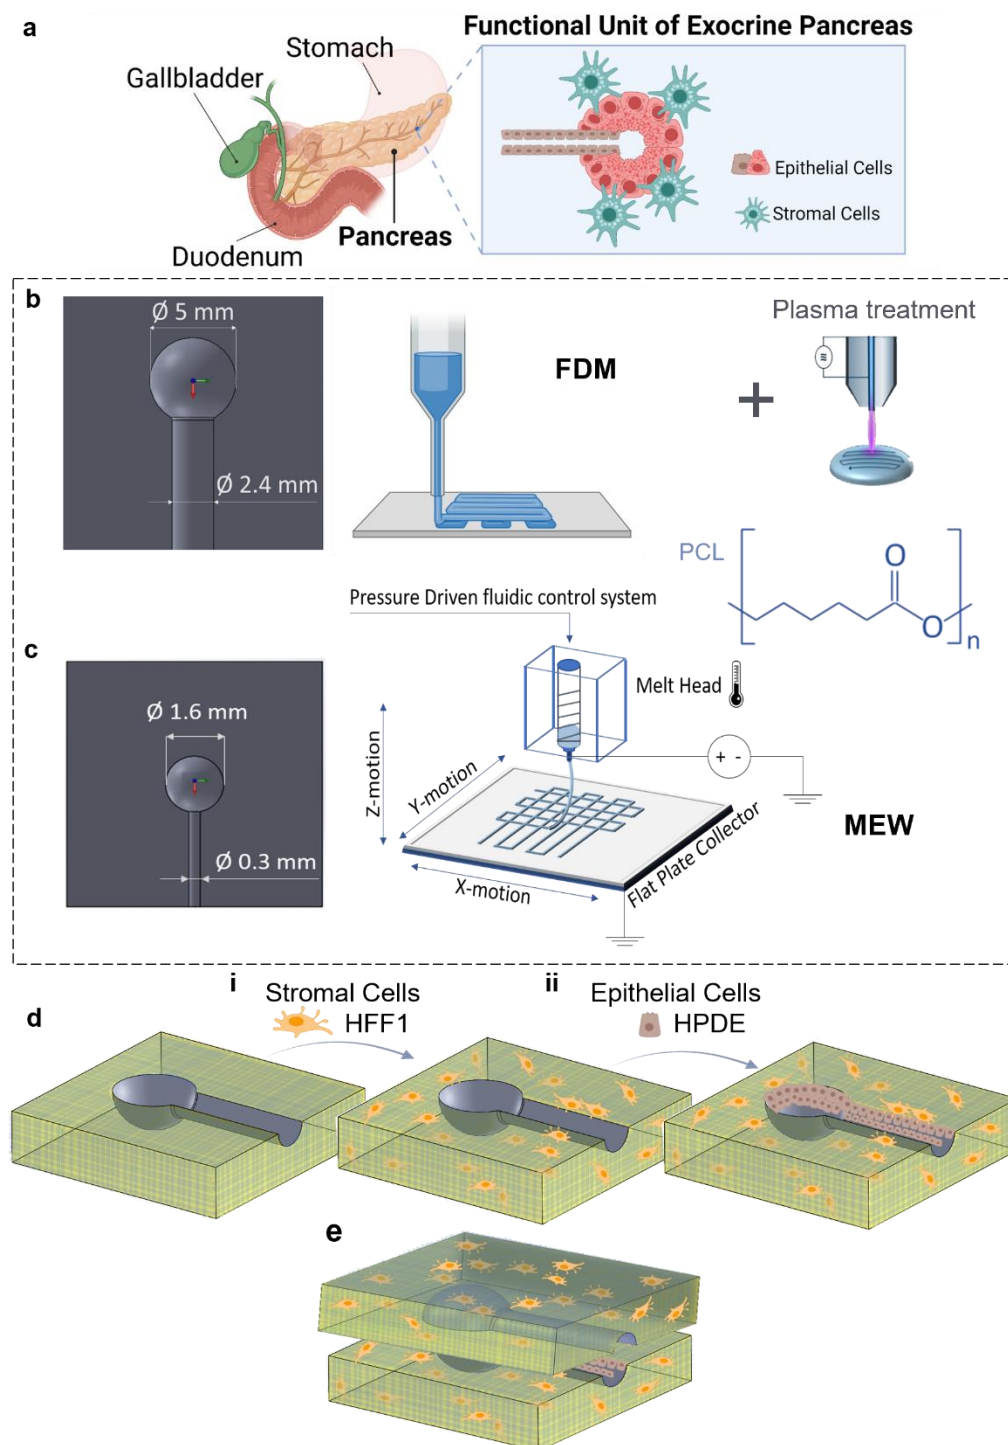 a
Functional Unit of Exocrine Pancreas
Stomach
Gallbladder
Epithelial Cells
Stromal Cells
Pancreas
Duodenum
b
Ø 5 mm
Ø 2.4 mm
FDM
+
Plasma treatment
PCL
O
O
n
Pressure Driven fluidic control system
c
Ø 1.6 mm
Ø 0.3 mm
Melt Head
+ -
Z-motion
Y-motion
X-motion
Flat Plate Collector
MEW
i
Stromal Cells
HFF1
ii
Epithelial Cells
HPDE
d
e